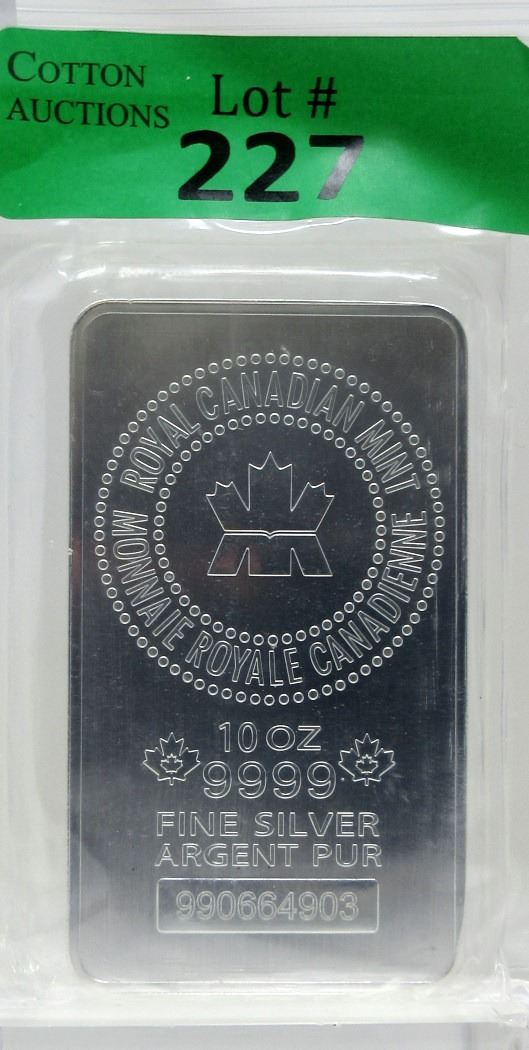 COTTON
AUCTIONS
Lot #
227
ROYAL CANADIAN MINT
MONNAIE ROYALE CANADIENNE
10 OZ
9999
FINE SILVER
ARGENT PUR
990664903